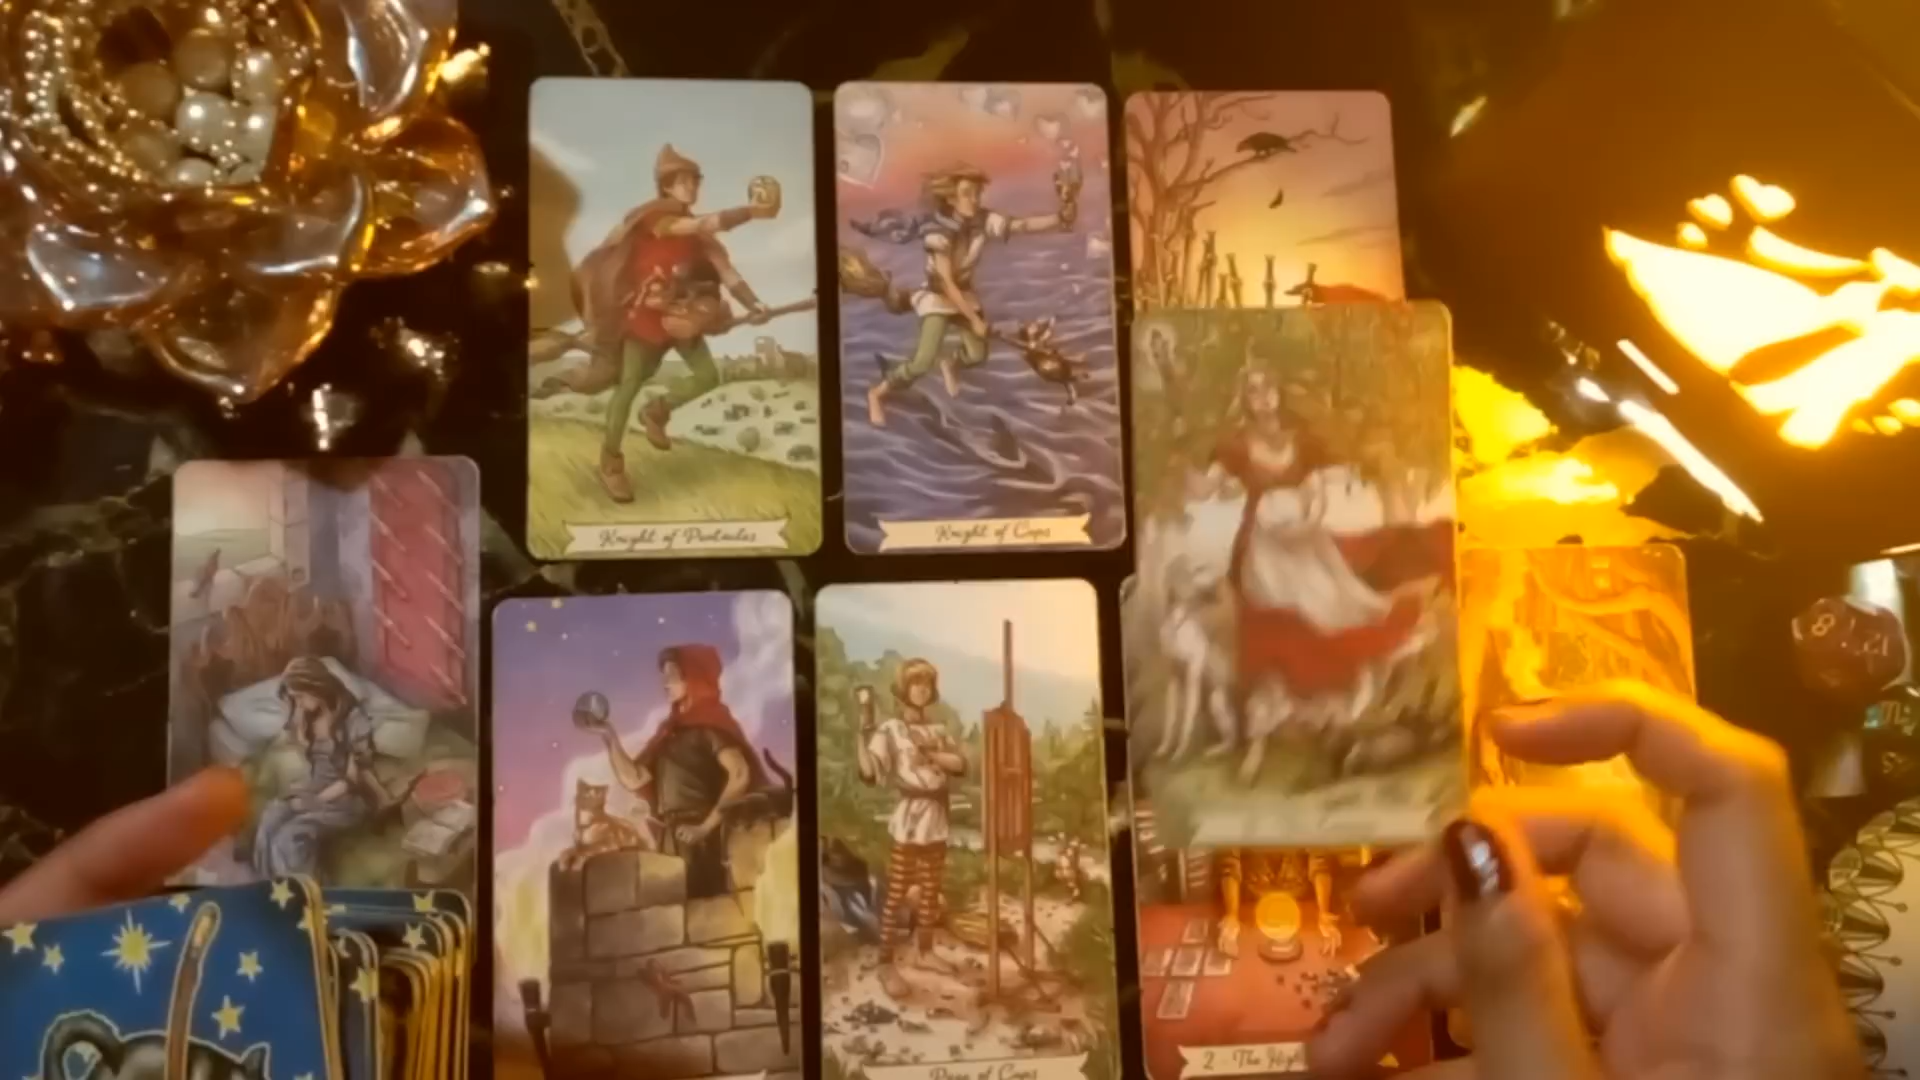 Knight of Pentacles
Knight of Cups
Page of Cups
2 - The High